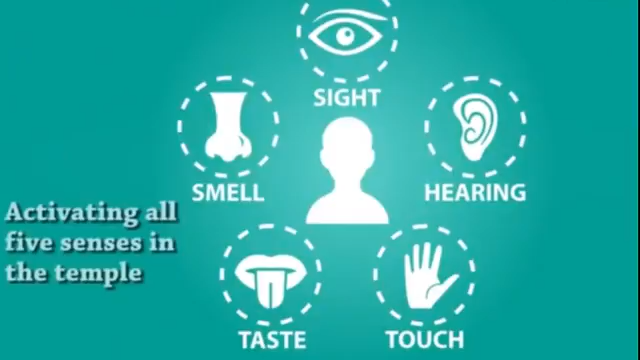 SIGHT
SMELL
HEARING
Activating all
five senses in
the temple
TASTE
TOUCH